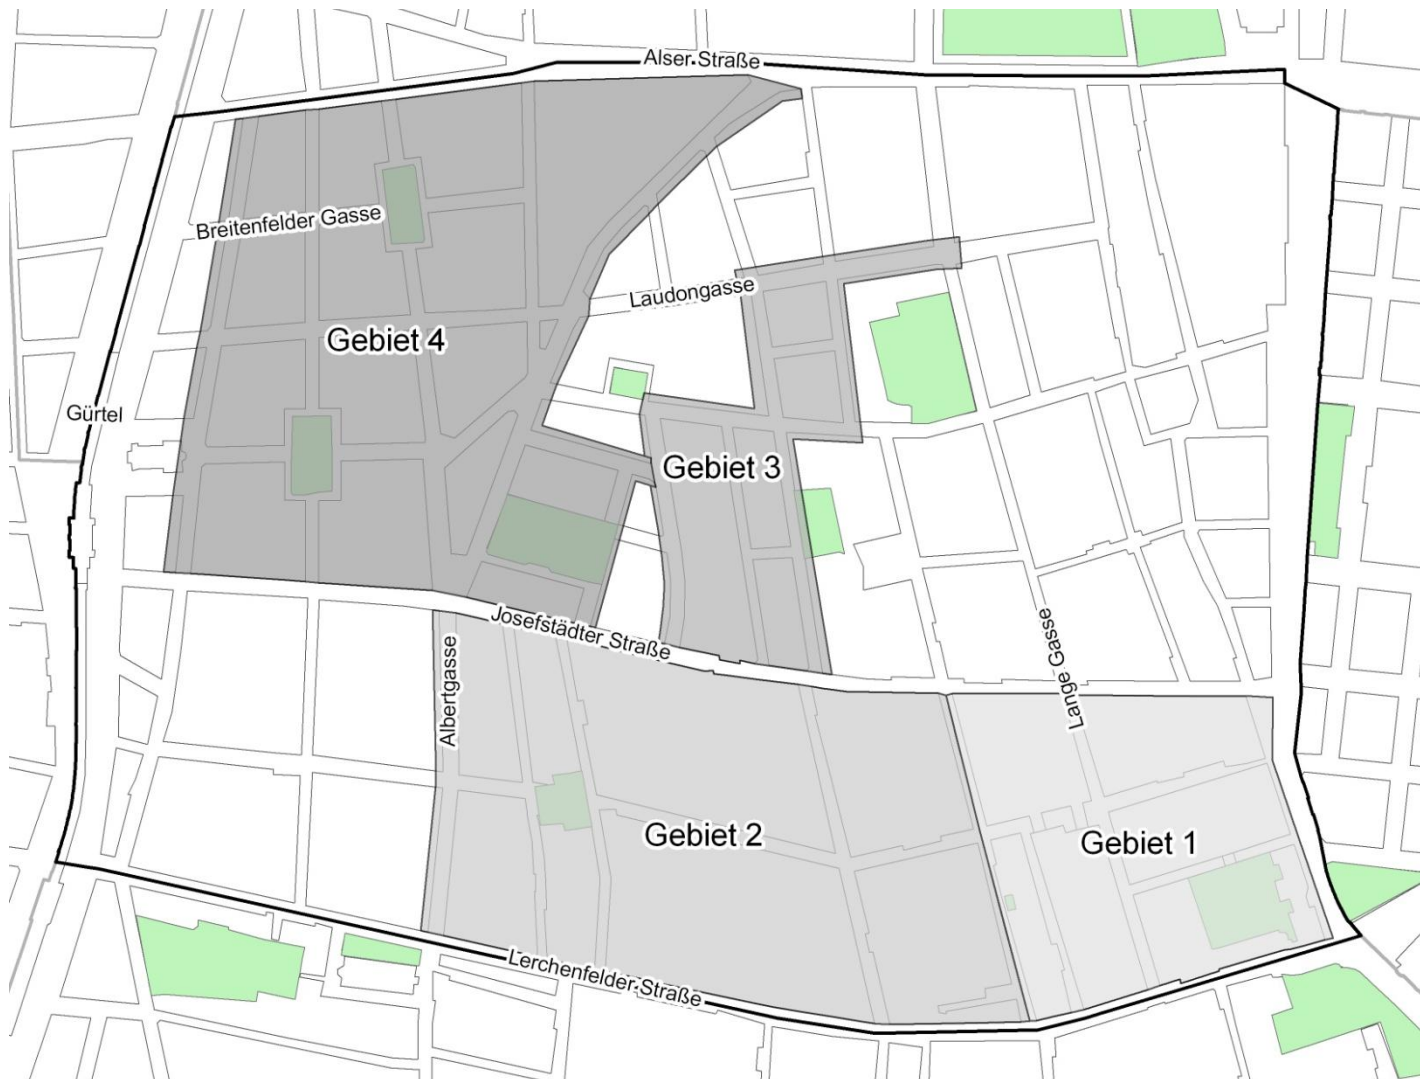 Alser Straße
Breitenfelder Gasse
Laudongasse
Gebiet 4
Gürtel
Gebiet 3
Josefstädter Straße
Albertgasse
Lange Gasse
Gebiet 2
Gebiet 1
Lerchenfelder Straße